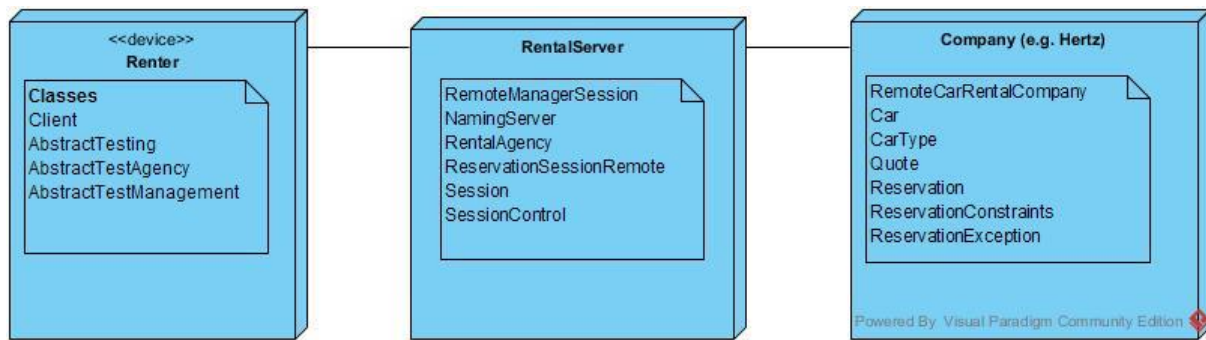 <<device>>
Renter
Classes
Client
AbstractTesting
AbstractTestAgency
AbstractTestManagement
RentalServer
RemoteManagerSession
NamingServer
RentalAgency
ReservationSessionRemote
Session
SessionControl
Company (e.g. Hertz)
RemoteCarRentalCompany
Car
CarType
Quote
Reservation
ReservationConstraints
ReservationException
Powered By Visual Paradigm Community Edition